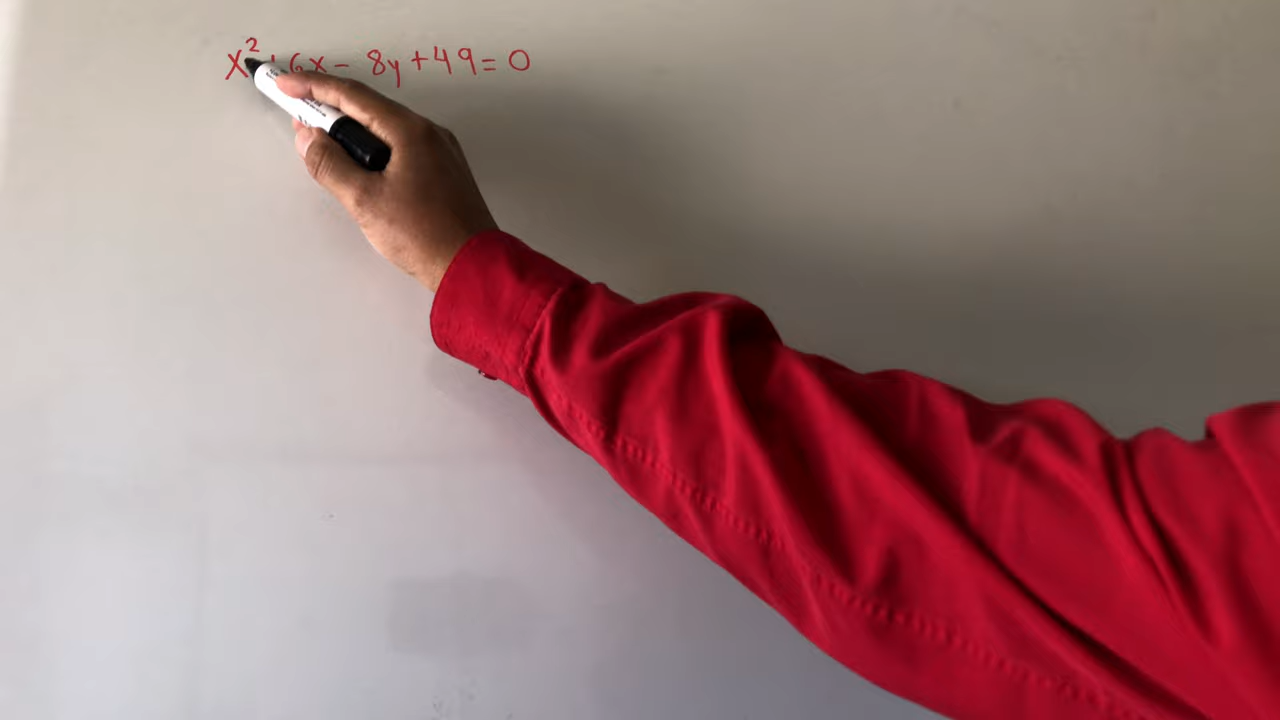 x² + 6x - 8y + 49 = 0